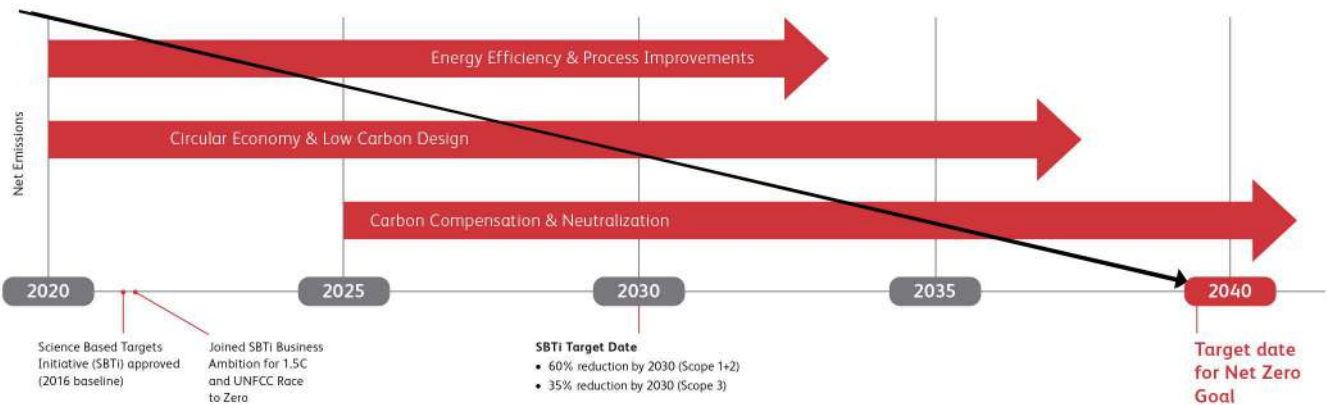 Net Emissions
Energy Efficiency & Process Improvements
Circular Economy & Low Carbon Design
Carbon Compensation & Neutralization
2020
2025
2030
2035
2040
Science Based Targets
Initiative (SBTi) approved
(2016 baseline)
Joined SBTi Business
Ambition for 1.5C
and UNFCC Race
to Zero
SBTi Target Date
• 60% reduction by 2030 (Scope 1+2)
• 35% reduction by 2030 (Scope 3)
Target date
for Net Zero
Goal